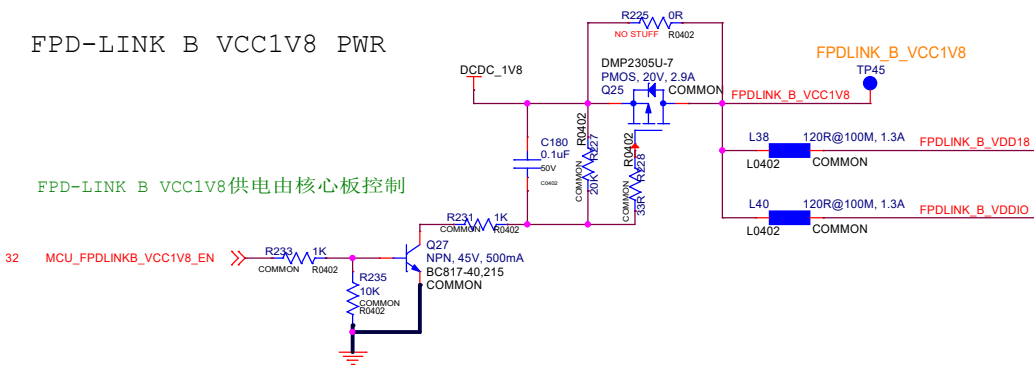 FPD-LINK B VCC1V8 PWR
R225 0R
NO STUFF R0402
FPDLINK_B_VCC1V8
TP45
DCDC_1V8
DMP2305U-7
PMOS, 20V, 2.9A
Q25 COMMON
FPDLINK_B_VCC1V8
C180
0.1uF
50V
C0402
R0402
R227
COMMON
20K
R0402
R228
COMMON
33R
L38 120R@100M, 1.3A FPDLINK_B_VDD18
L0402 COMMON
FPD-LINK B VCC1V8供电由核心板控制
L40 120R@100M, 1.3A FPDLINK_B_VDDIO
L0402 COMMON
R231 1K
COMMON R0402
Q27
NPN, 45V, 500mA
BC817-40,215
COMMON
32 MCU_FPDLINKB_VCC1V8_EN
R233 1K
COMMON R0402
R235
10K
COMMON
R0402